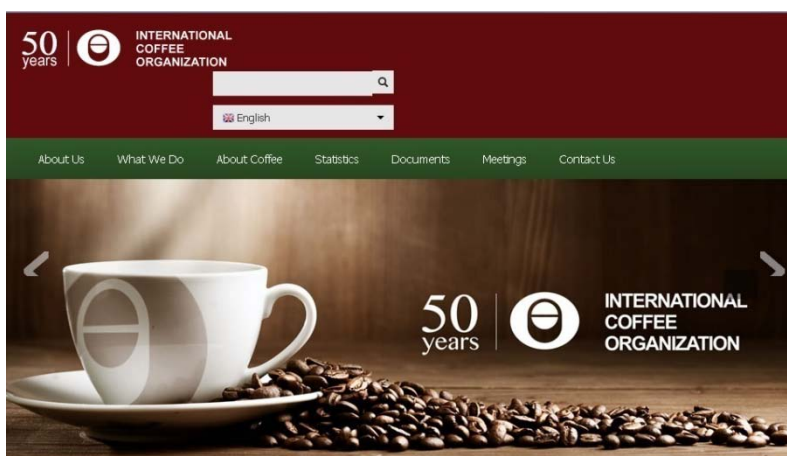 50
years
INTERNATIONAL
COFFEE
ORGANIZATION
English
About Us What We Do About Coffee Statistics Documents Meetings Contact Us
50
years
INTERNATIONAL
COFFEE
ORGANIZATION